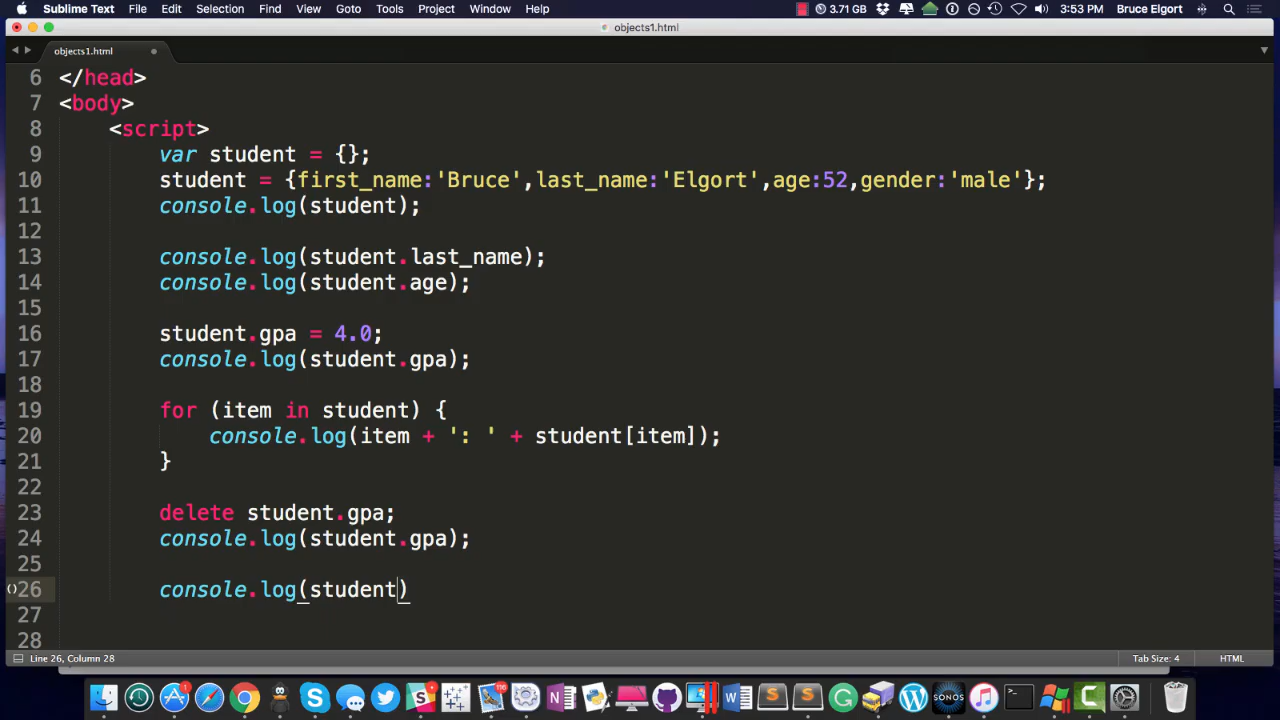 Sublime Text File Edit Selection Find View Goto Tools Project Window Help 3.71 GB 3:53 PM Bruce Elgort
objects1.html
objects1.html
6 </head>
7 <body>
8 <script>
9 var student = {};
10 student = {first_name:'Bruce',last_name:'Elgort',age:52,gender:'male'};
11 console.log(student);
12
13 console.log(student.last_name);
14 console.log(student.age);
15
16 student.gpa = 4.0;
17 console.log(student.gpa);
18
19 for (item in student) {
20 console.log(item + ': ' + student[item]);
21 }
22
23 delete student.gpa;
24 console.log(student.gpa);
25
26 console.log(student)
27
28
Line 26, Column 28 Tab Size: 4 HTML
SONOS